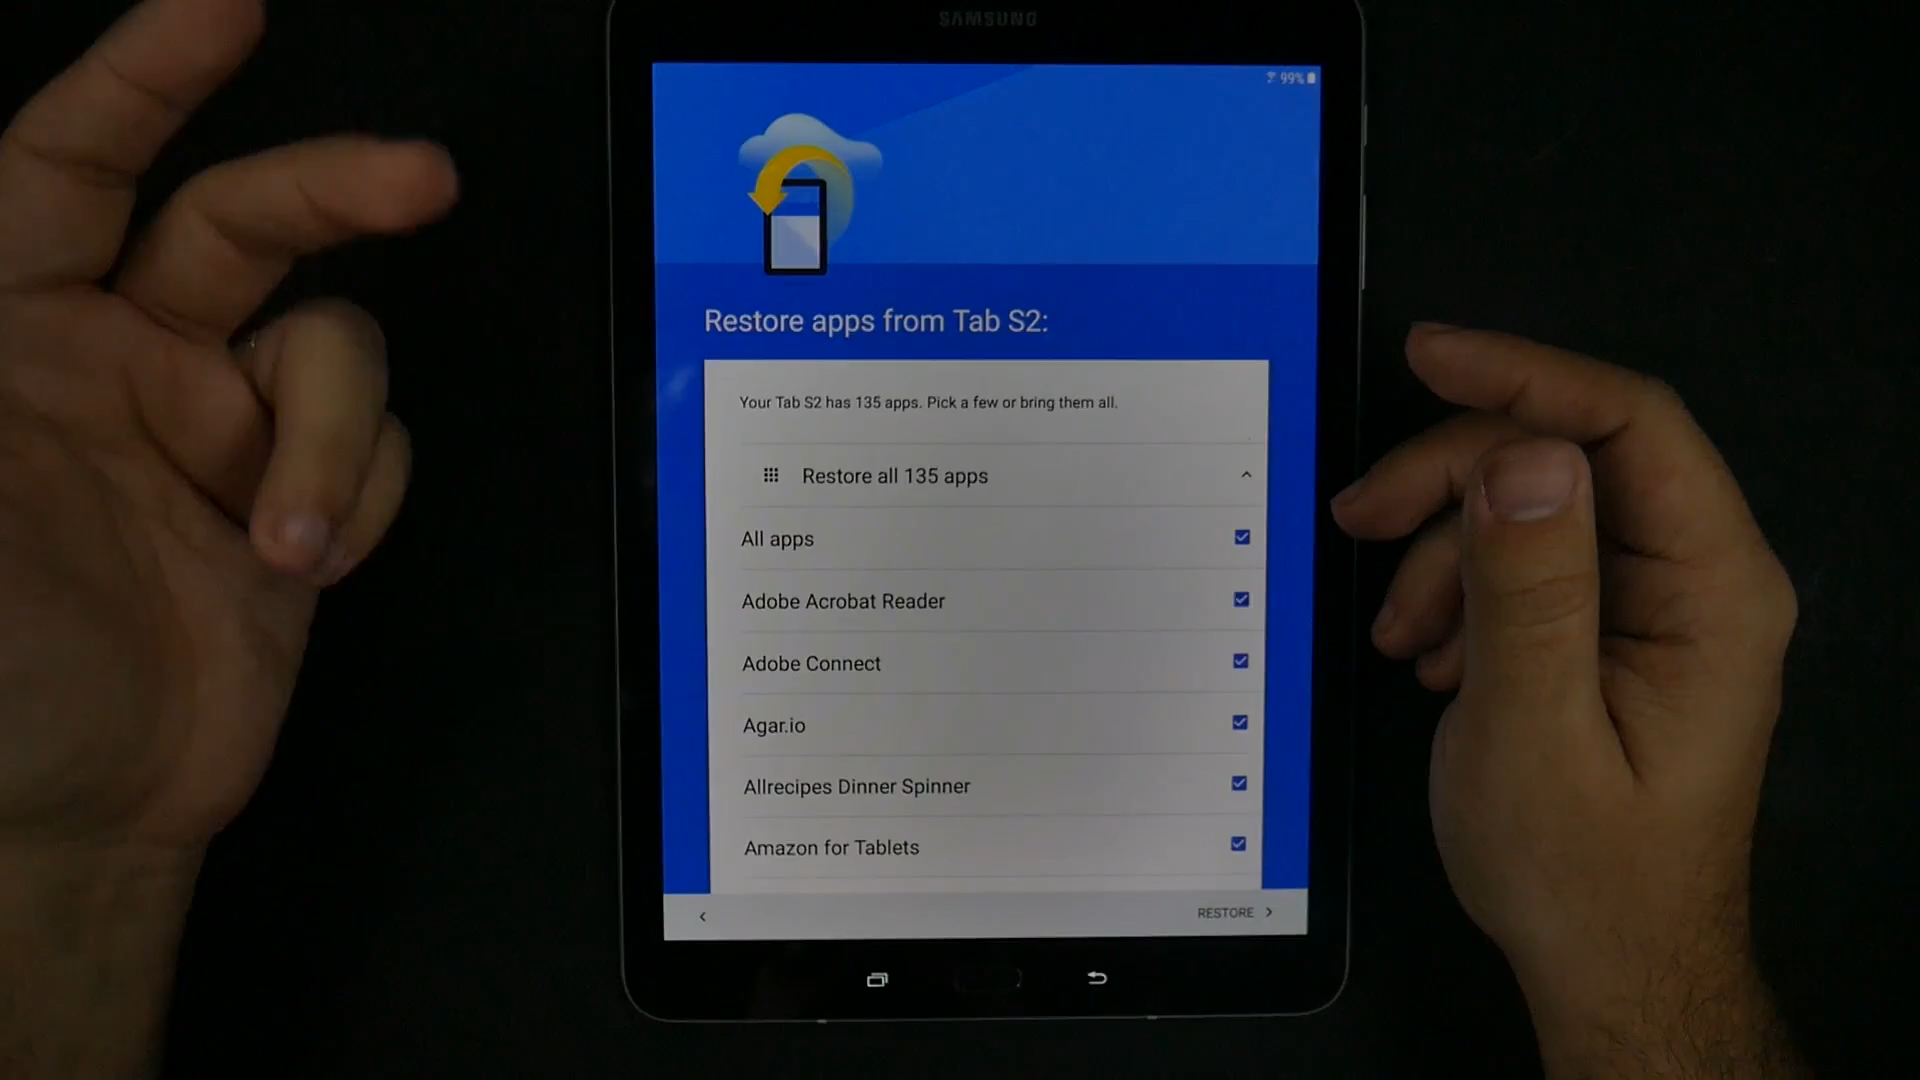 SAMSUNG
99%
Restore apps from Tab S2:
Your Tab S2 has 135 apps. Pick a few or bring them all.
Restore all 135 apps
All apps
Adobe Acrobat Reader
Adobe Connect
Agar.io
Allrecipes Dinner Spinner
Amazon for Tablets
RESTORE